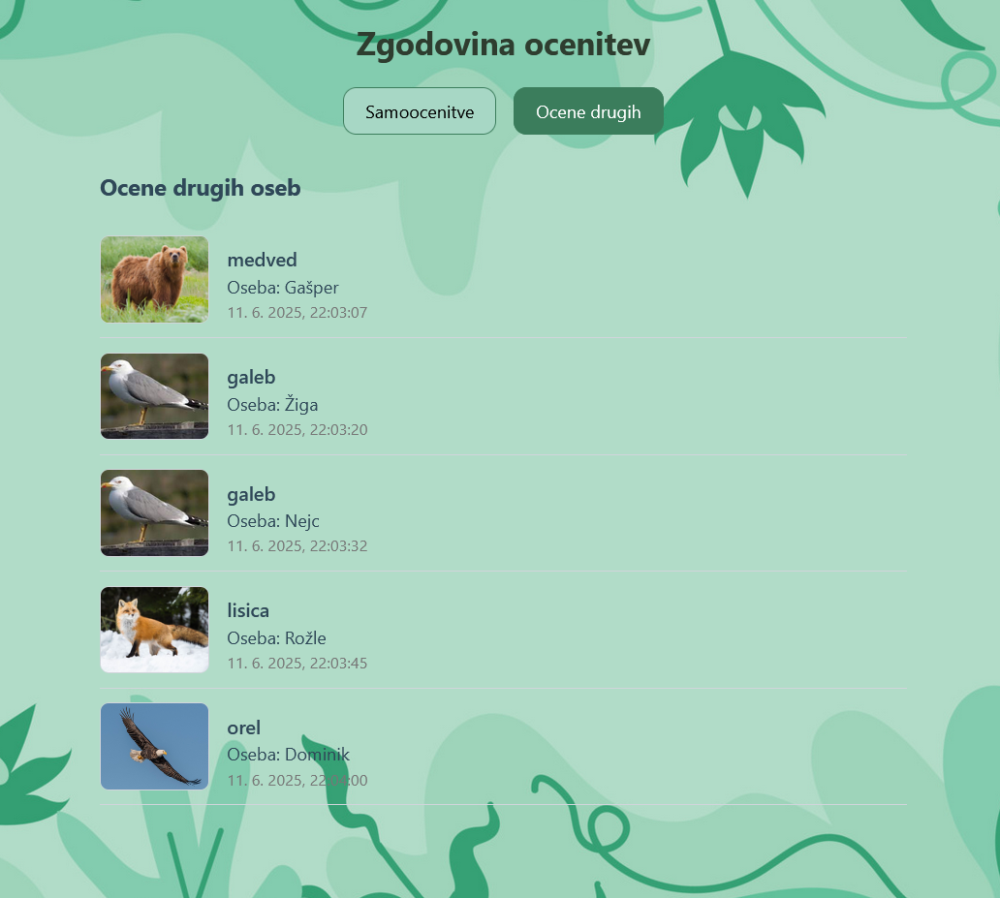 Zgodovina ocenitev
Samoocenitve
Ocene drugih
Ocene drugih oseb
medved
Oseba: Gašper
11. 6. 2025, 22:03:07
galeb
Oseba: Žiga
11. 6. 2025, 22:03:20
galeb
Oseba: Nejc
11. 6. 2025, 22:03:32
lisica
Oseba: Rožle
11. 6. 2025, 22:03:45
orel
Oseba: Dominik
11. 6. 2025, 22:04:00